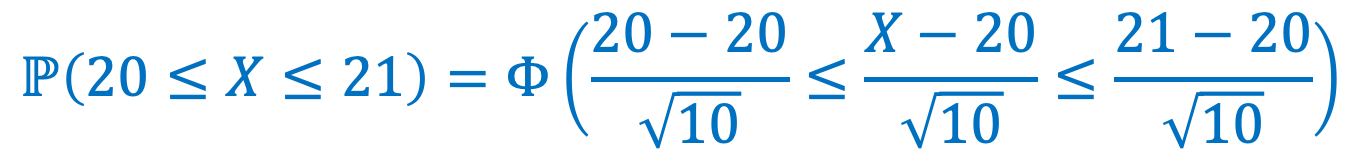 ℙ(20 ≤ X ≤ 21) = Φ((20 − 20)/√10 ≤ (X − 20)/√10 ≤ (21 − 20)/√10)